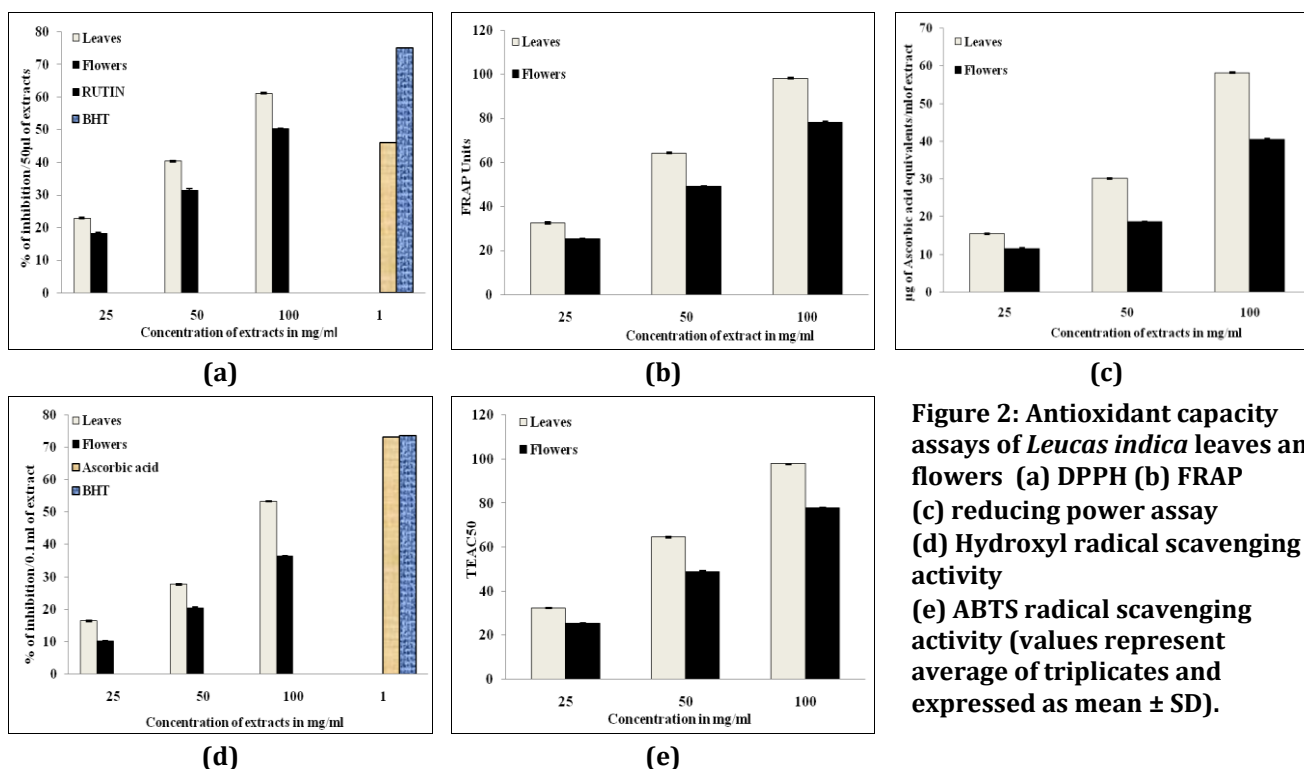 80
70
60
50
40
30
20
10
0
% of inhibition/50µl of extracts
Leaves
Flowers
RUTIN
BHT
25 50 100 1
Concentration of extracts in mg/ml
(a)
120
100
80
60
40
20
0
FRAP Units
Leaves
Flowers
25 50 100
Concentration of extract in mg/ml
(b)
70
60
50
40
30
20
10
0
µg of Ascorbic acid equivalents/mlof extract
Leaves
Flowers
25 50 100
Concentration of extracts in mg/ml
(c)
80
70
60
50
40
30
20
10
0
% of inhibition/0.1ml of extract
Leaves
Flowers
Ascorbic acid
BHT
25 50 100 1
Concentration of extracts in mg/ml
(d)
120
100
80
60
40
20
0
TEAC50
Leaves
Flowers
25 50 100
Concentration in mg/ml
(e)
Figure 2: Antioxidant capacity
assays of Leucas indica leaves an
flowers (a) DPPH (b) FRAP
(c) reducing power assay
(d) Hydroxyl radical scavenging
activity
(e) ABTS radical scavenging
activity (values represent
average of triplicates and
expressed as mean ± SD).